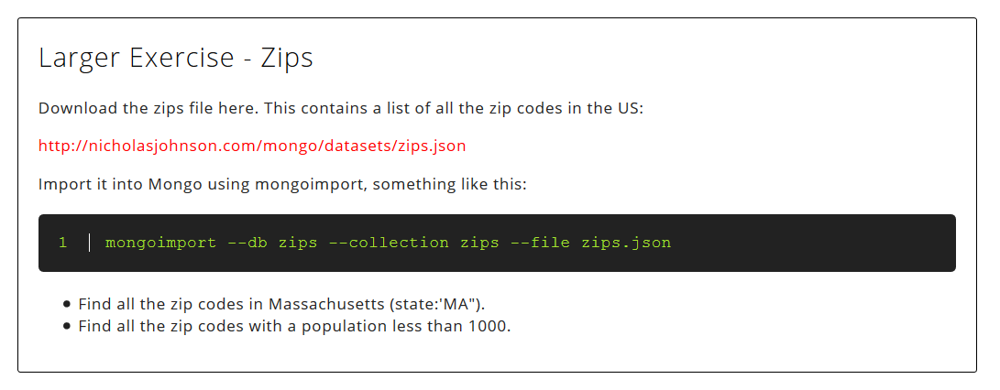 Larger Exercise - Zips
Download the zips file here. This contains a list of all the zip codes in the US:
http://nicholasjohnson.com/mongo/datasets/zips.json
Import it into Mongo using mongoimport, something like this:
1 | mongoimport --db zips --collection zips --file zips.json
• Find all the zip codes in Massachusetts (state:'MA").
• Find all the zip codes with a population less than 1000.